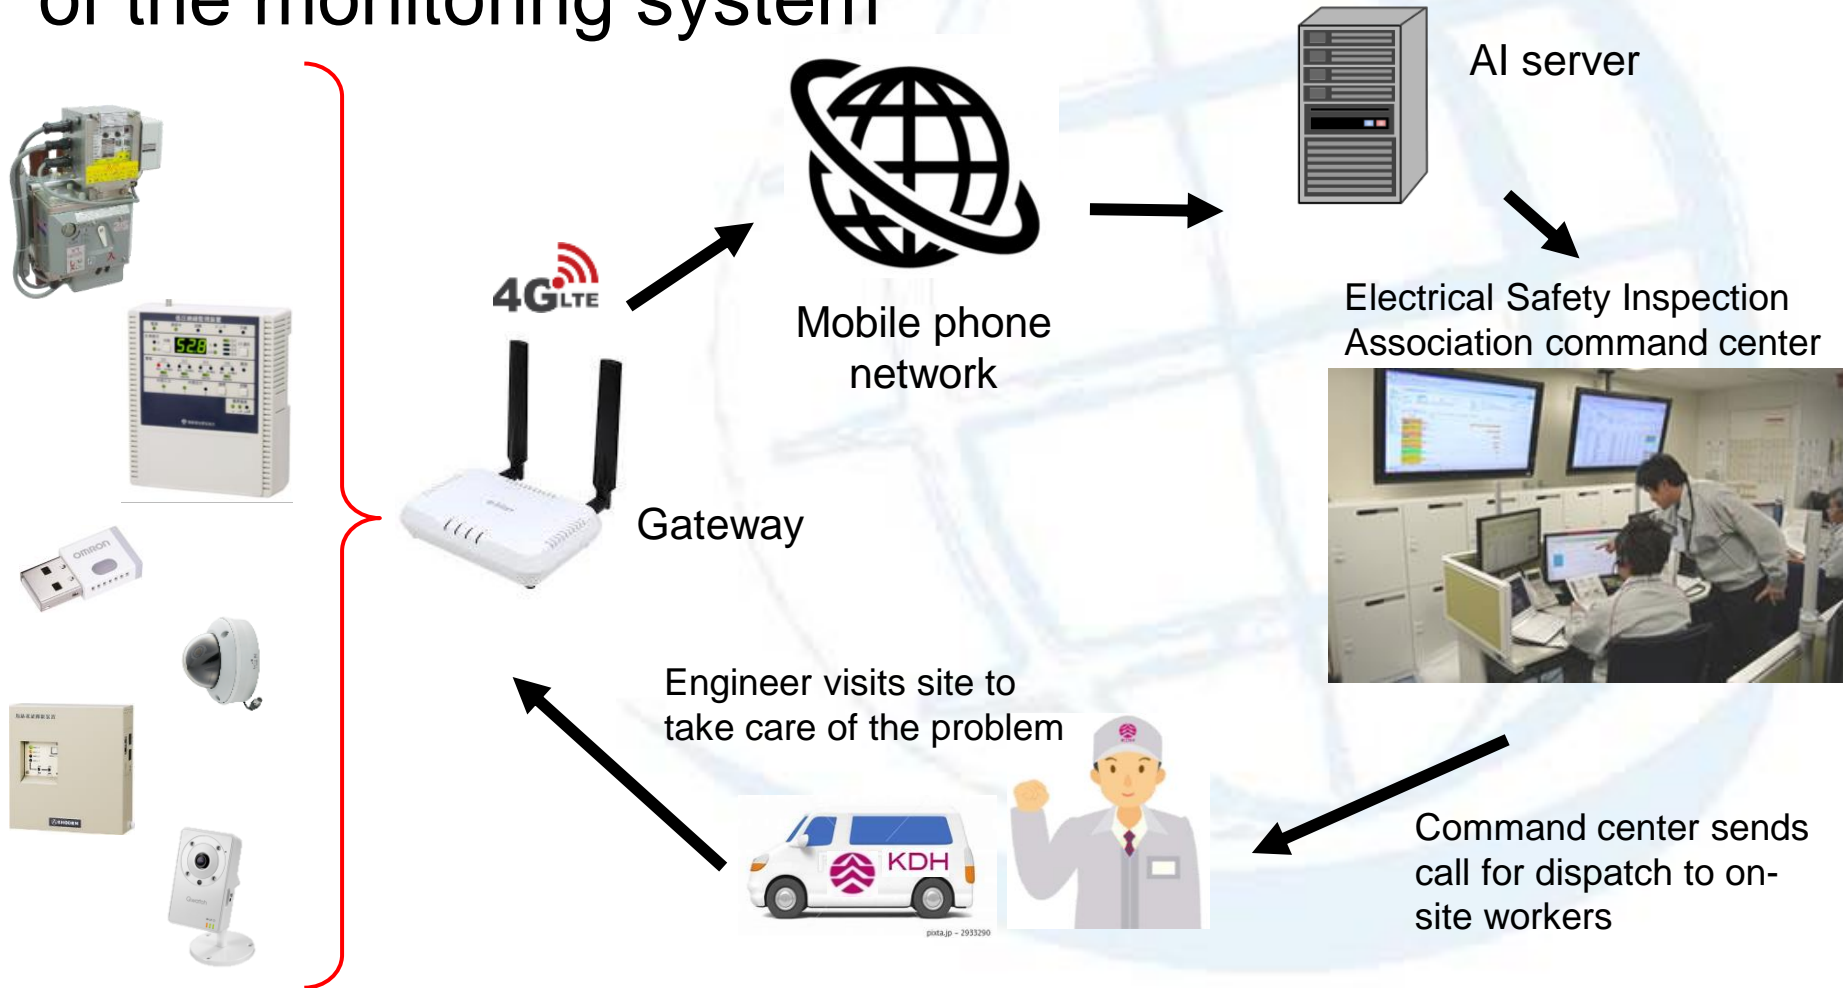 of the monitoring system
AI server
4G LTE
Mobile phone
network
Electrical Safety Inspection
Association command center
528
Gateway
OMRON
Engineer visits site to
take care of the problem
KDH
pixta.jp – 2933290
Command center sends
call for dispatch to on-
site workers